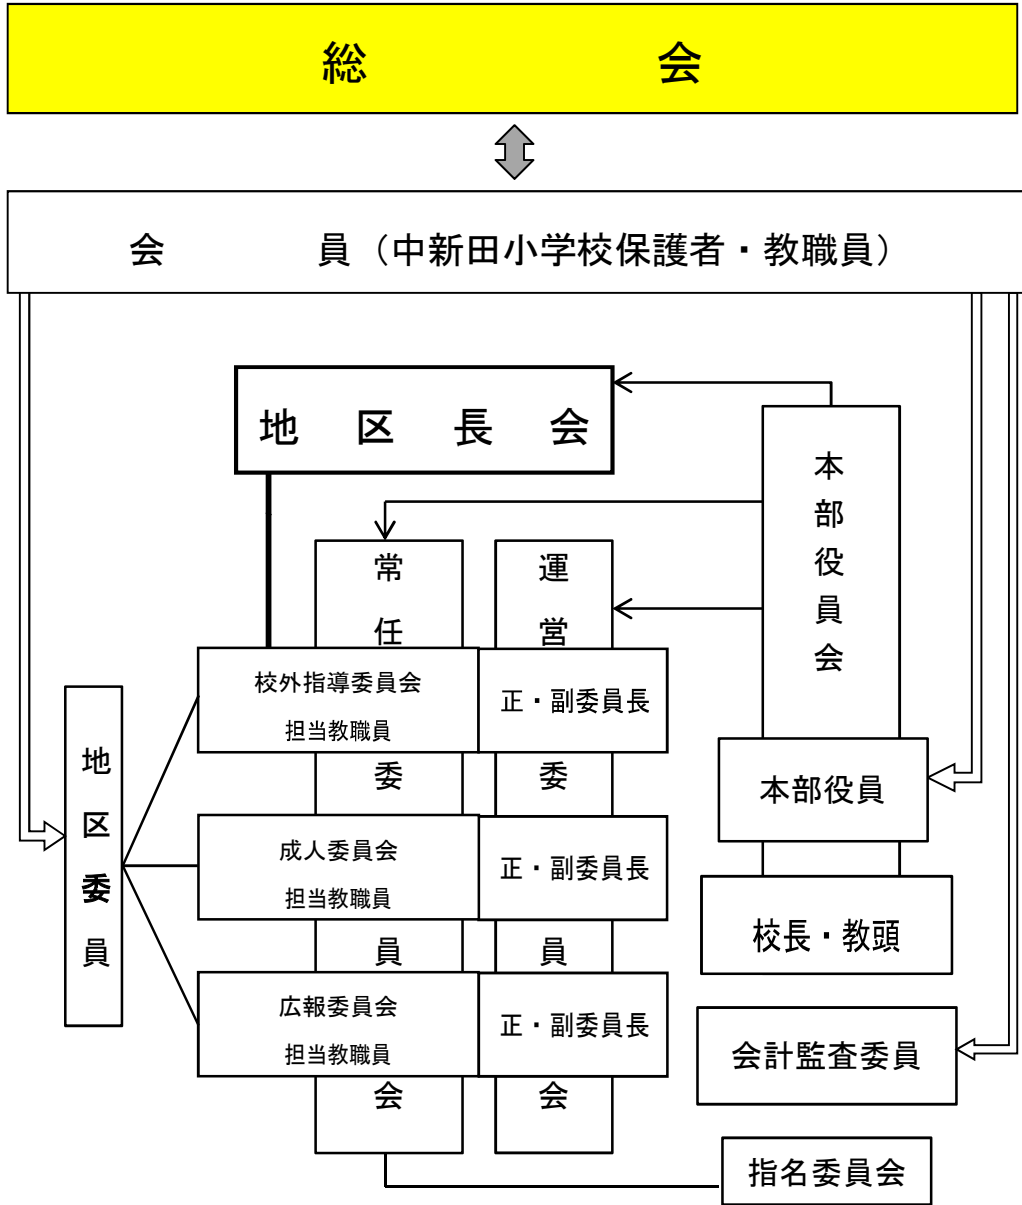 総　会
会　員（中新田小学校保護者・教職員）
地　区　長　会
本部役員会
常任委員会
運営委員会
校外指導委員会
担当教職員
正・副委員長
地区委員
成人委員会
担当教職員
正・副委員長
広報委員会
担当教職員
正・副委員長
本部役員
校長・教頭
会計監査委員
指名委員会